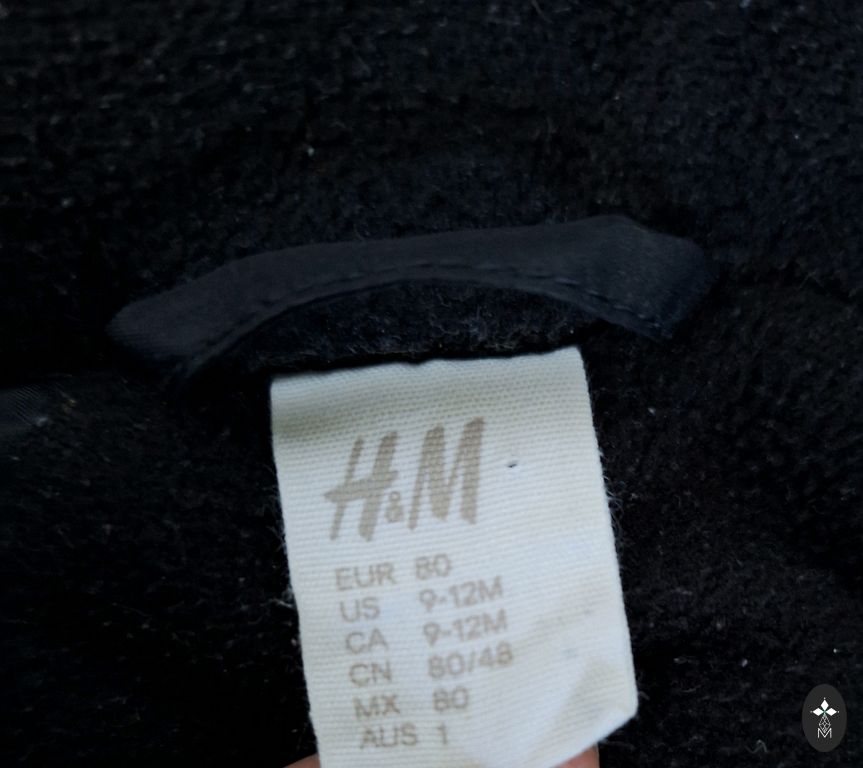 H&M
EUR 80
US 9-12M
CA 9-12M
CN 80/48
MX 80
AUS 1
M